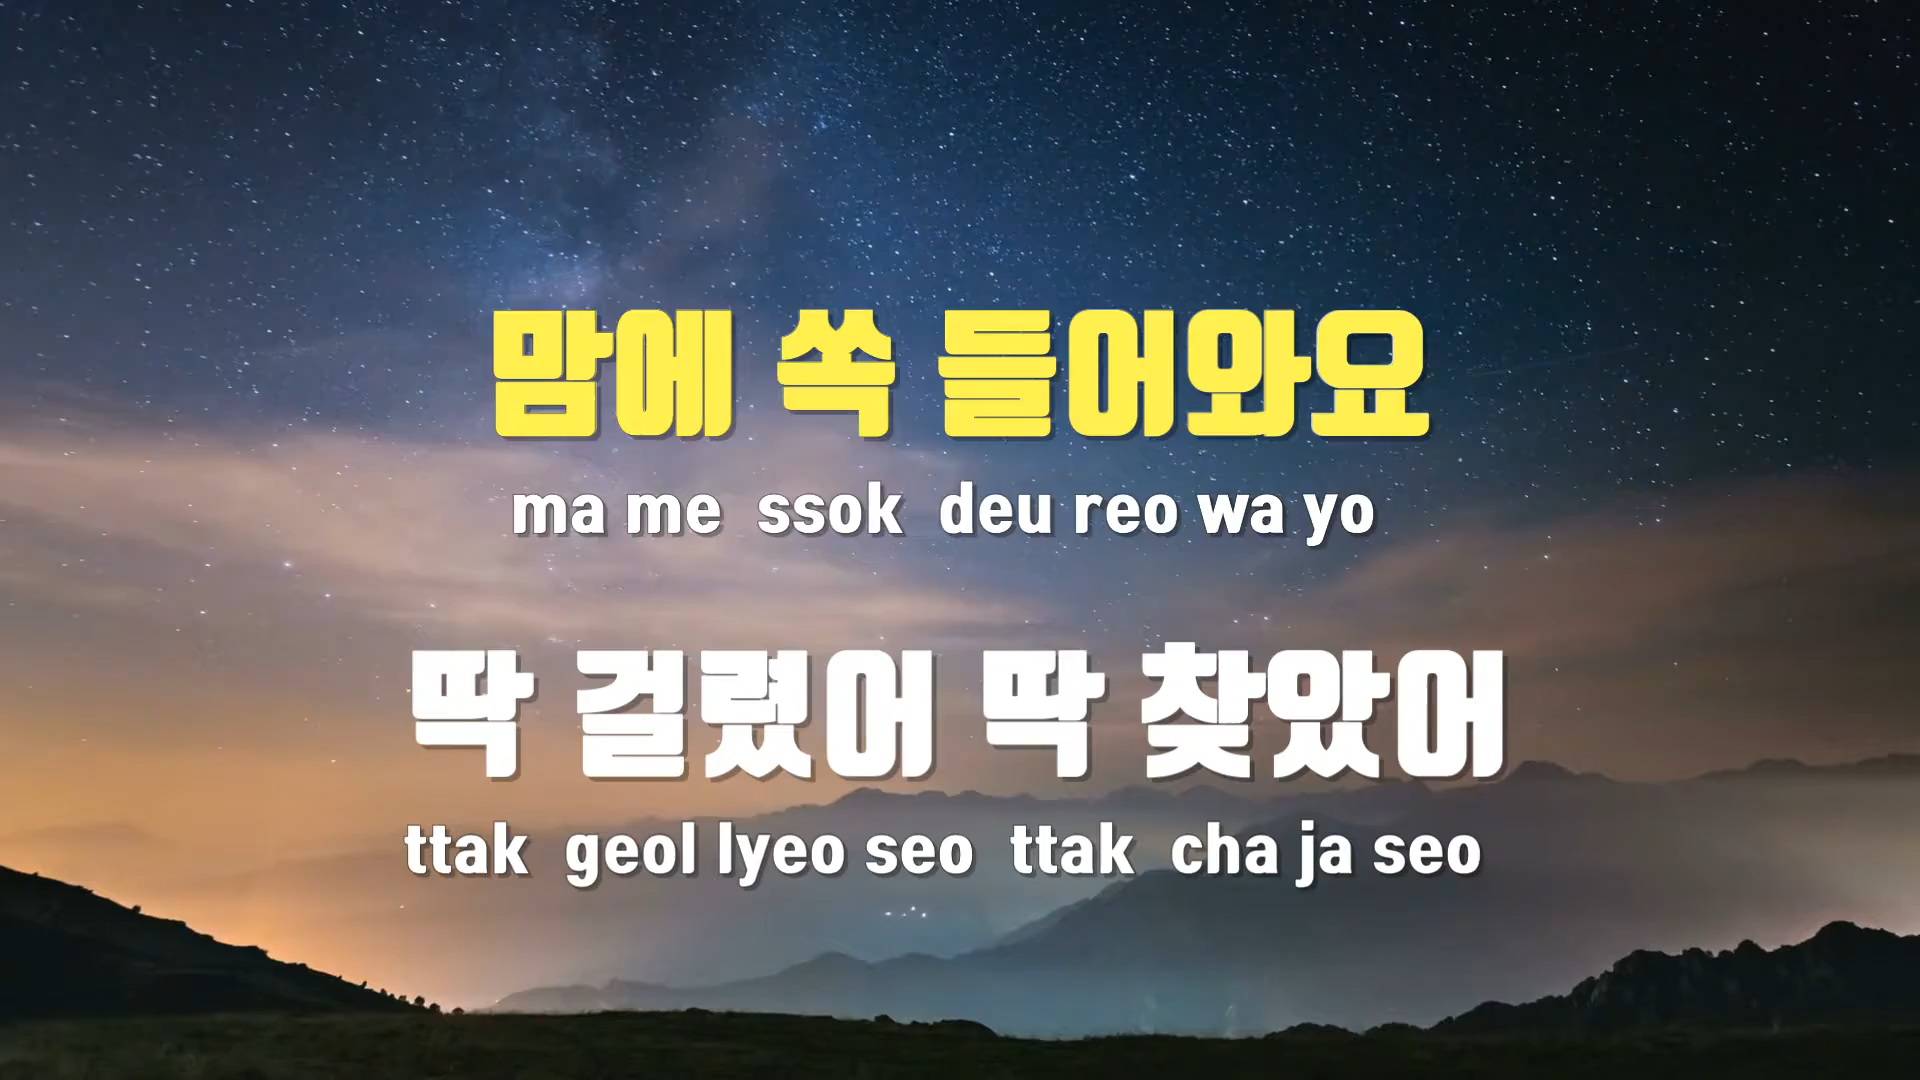 맘에 쏙 들어와요
ma me ssok deu reo wa yo
딱 걸렸어 딱 찾았어
ttak geol lyeo seo ttak cha ja seo